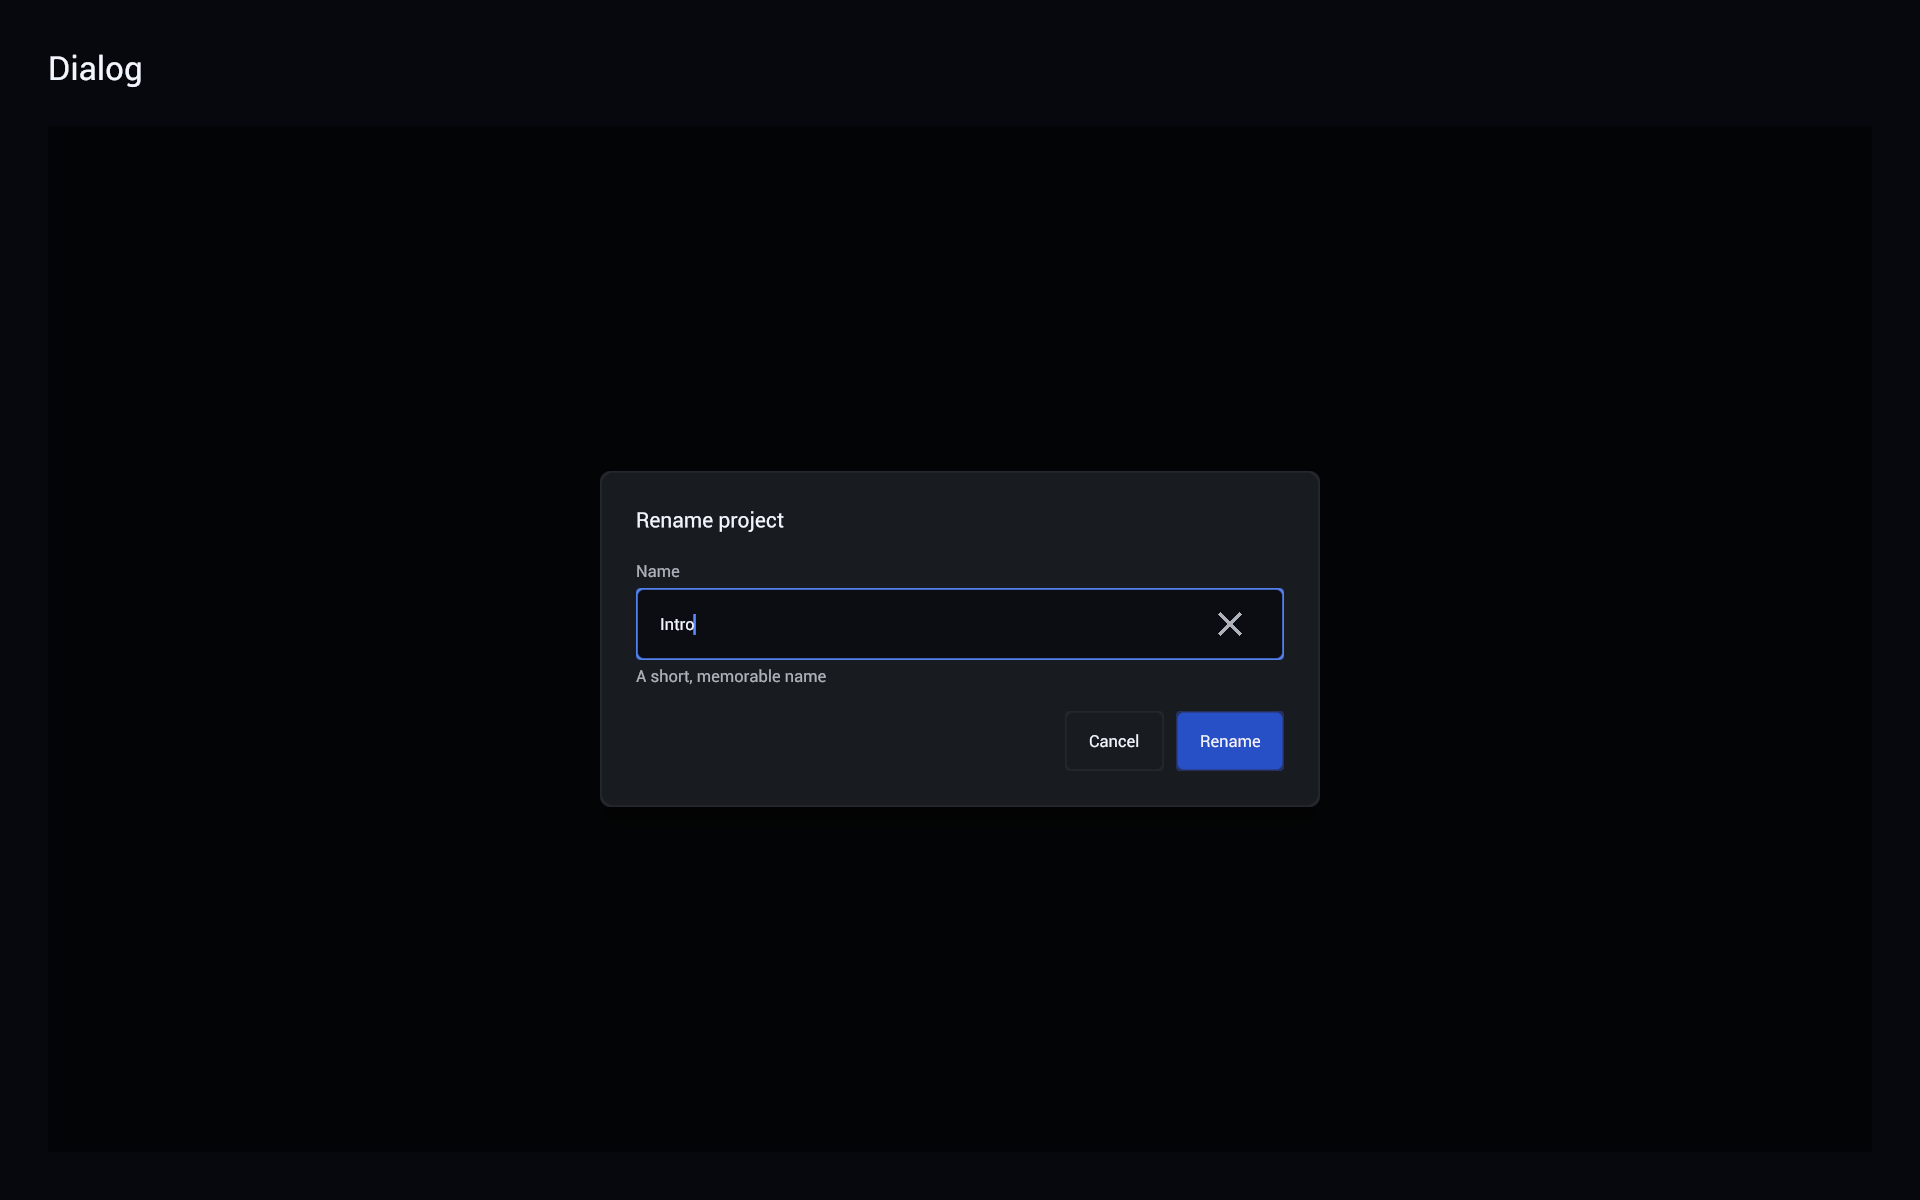 Dialog
Rename project
Name
Intro
A short, memorable name
Cancel
Rename